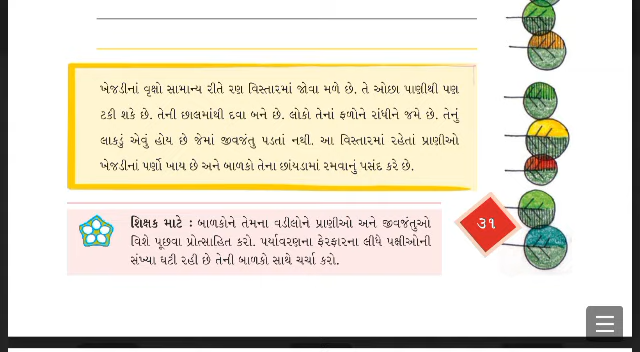 ખેજડીનાં વૃક્ષો સામાન્ય રીતે રણ વિસ્તારમાં જોવા મળે છે. તે ઓછા પાણીથી પણ
ટકી શકે છે. તેની છાલમાંથી દવા બને છે. લોકો તેનાં ફળોને રાંધીને જમે છે. તેનું
લાકડું એવું હોય છે જેમાં જીવજંતુ પડતાં નથી. આ વિસ્તારમાં રહેતાં પ્રાણીઓ
ખેજડીનાં પર્ણો ખાય છે અને બાળકો તેના છાંયડામાં રમવાનું પસંદ કરે છે.
શિક્ષક માટે : બાળકોને તેમના વડીલોને પ્રાણીઓ અને જીવજંતુઓ
વિશે પૂછવા પ્રોત્સાહિત કરો. પર્યાવરણના ફેરફારના લીધે પક્ષીઓની
સંખ્યા ઘટી રહી છે તેની બાળકો સાથે ચર્ચા કરો.
૩૧